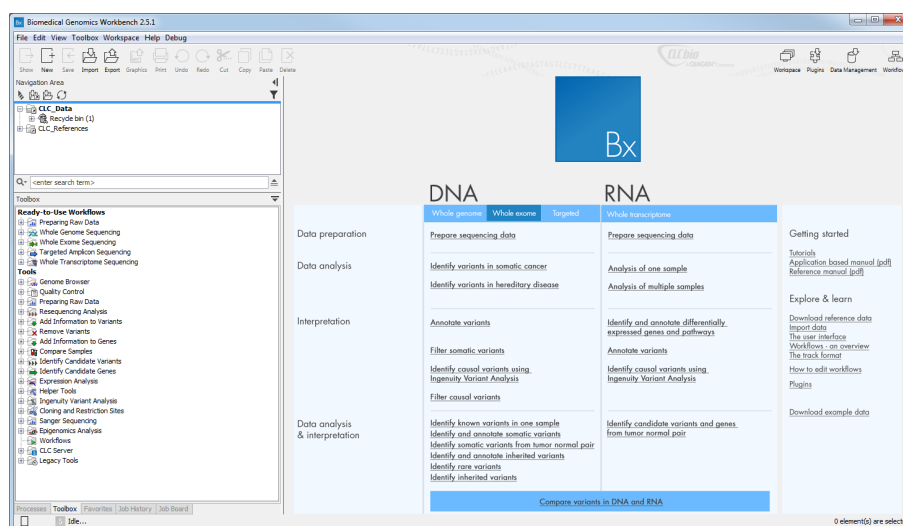 Bx Biomedical Genomics Workbench 2.5.1
File Edit View Toolbox Workspace Help Debug
Show New Save Import Export Graphics Print Undo Redo Cut Copy Paste Delete
CLCbio
Workspace Plugins Data Management Workflow
Navigation Area
CLC_Data
Recycle bin (1)
CLC_References
<enter search term>
Toolbox
Ready-to-Use Workflows
Preparing Raw Data
Whole Genome Sequencing
Whole Exome Sequencing
Targeted Amplicon Sequencing
Whole Transcriptome Sequencing
Tools
Genome Browser
Quality Control
Preparing Raw Data
Resequencing Analysis
Add Information to Variants
Remove Variants
Add Information to Genes
Compare Samples
Identify Candidate Variants
Identify Candidate Genes
Expression Analysis
Helper Tools
Ingenuity Variant Analysis
Cloning and Restriction Sites
Sanger Sequencing
Epigenomics Analysis
Workflows
CLC Server
Legacy Tools
Processes Toolbox Favorites Job History Job Board
Idle...
0 element(s) are select
Bx
DNA
RNA
Whole genome Whole exome Targeted
Whole transcriptome
Data preparation
Prepare sequencing data
Prepare sequencing data
Data analysis
Identify variants in somatic cancer
Identify variants in hereditary disease
Analysis of one sample
Analysis of multiple samples
Interpretation
Annotate variants
Filter somatic variants
Identify causal variants using
Ingenuity Variant Analysis
Filter causal variants
Identify and annotate differentially
expressed genes and pathways
Annotate variants
Identify causal variants using
Ingenuity Variant Analysis
Data analysis
& interpretation
Identify known variants in one sample
Identify and annotate somatic variants
Identify somatic variants from tumor normal pair
Identify and annotate inherited variants
Identify rare variants
Identify inherited variants
Identify candidate variants and genes
from tumor normal pair
Compare variants in DNA and RNA
Getting started
Tutorials
Application based manual (pdf)
Reference manual (pdf)
Explore & learn
Download reference data
Import data
The user interface
Workflows - an overview
The track format
How to edit workflows
Plugins
Download example data